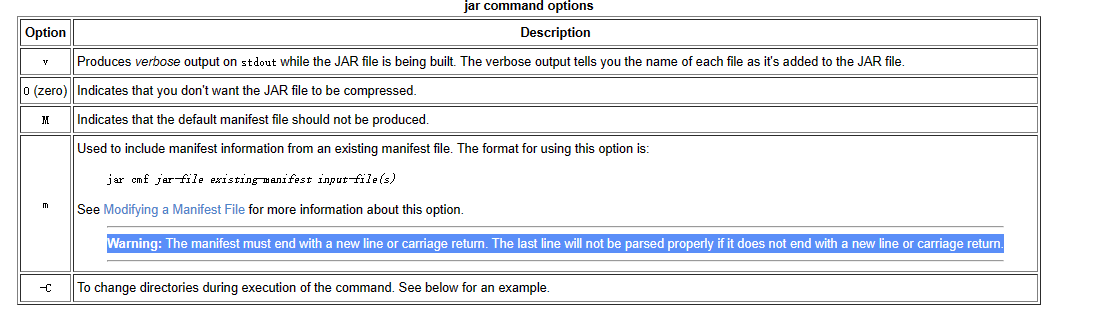 jar command options
Option Description
v Produces verbose output on stdout while the JAR file is being built. The verbose output tells you the name of each file as it's added to the JAR file.
0 (zero) Indicates that you don't want the JAR file to be compressed.
M Indicates that the default manifest file should not be produced.
Used to include manifest information from an existing manifest file. The format for using this option is:
jar cmf jar-file existing-manifest input-file(s)
m
See Modifying a Manifest File for more information about this option.
Warning: The manifest must end with a new line or carriage return. The last line will not be parsed properly if it does not end with a new line or carriage return.
-C To change directories during execution of the command. See below for an example.